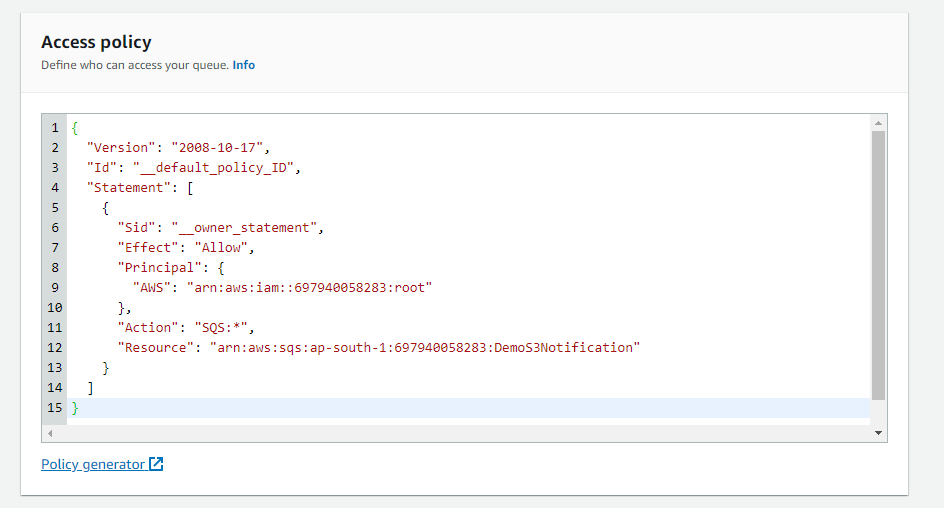 Access policy
Define who can access your queue. Info
1 {
2 "Version": "2008-10-17",
3 "Id": "__default_policy_ID",
4 "Statement": [
5 {
6 "Sid": "__owner_statement",
7 "Effect": "Allow",
8 "Principal": {
9 "AWS": "arn:aws:iam::697940058283:root"
10 },
11 "Action": "SQS:*",
12 "Resource": "arn:aws:sqs:ap-south-1:697940058283:DemoS3Notification"
13 }
14 ]
15 }
Policy generator